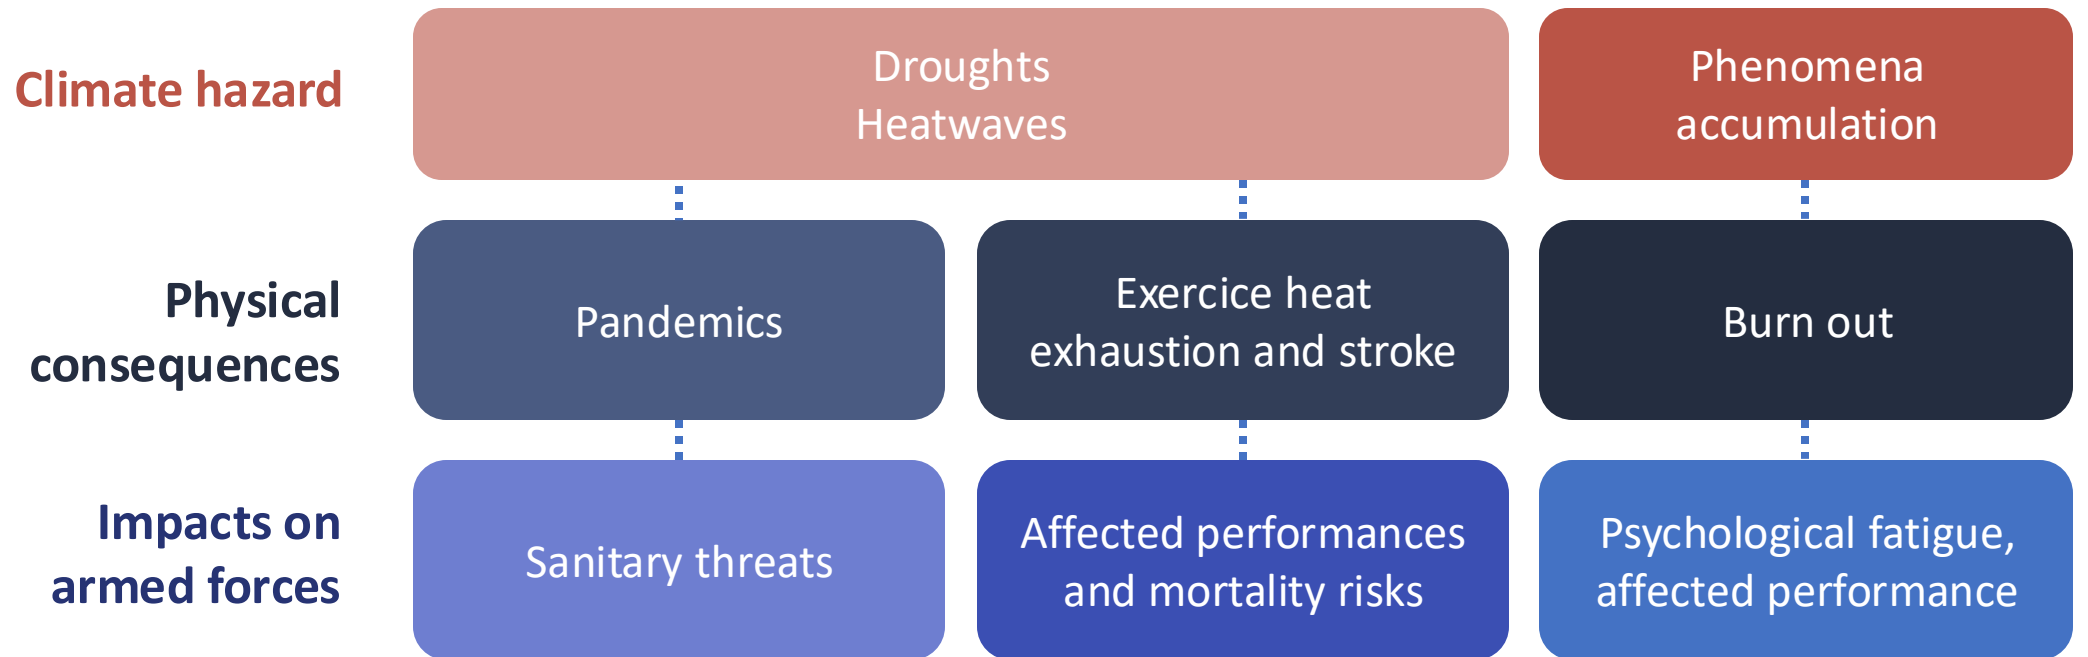 Climate hazard
Droughts
Heatwaves
Phenomena
accumulation
Physical
consequences
Pandemics
Exercice heat
exhaustion and stroke
Burn out
Impacts on
armed forces
Sanitary threats
Affected performances
and mortality risks
Psychological fatigue,
affected performance